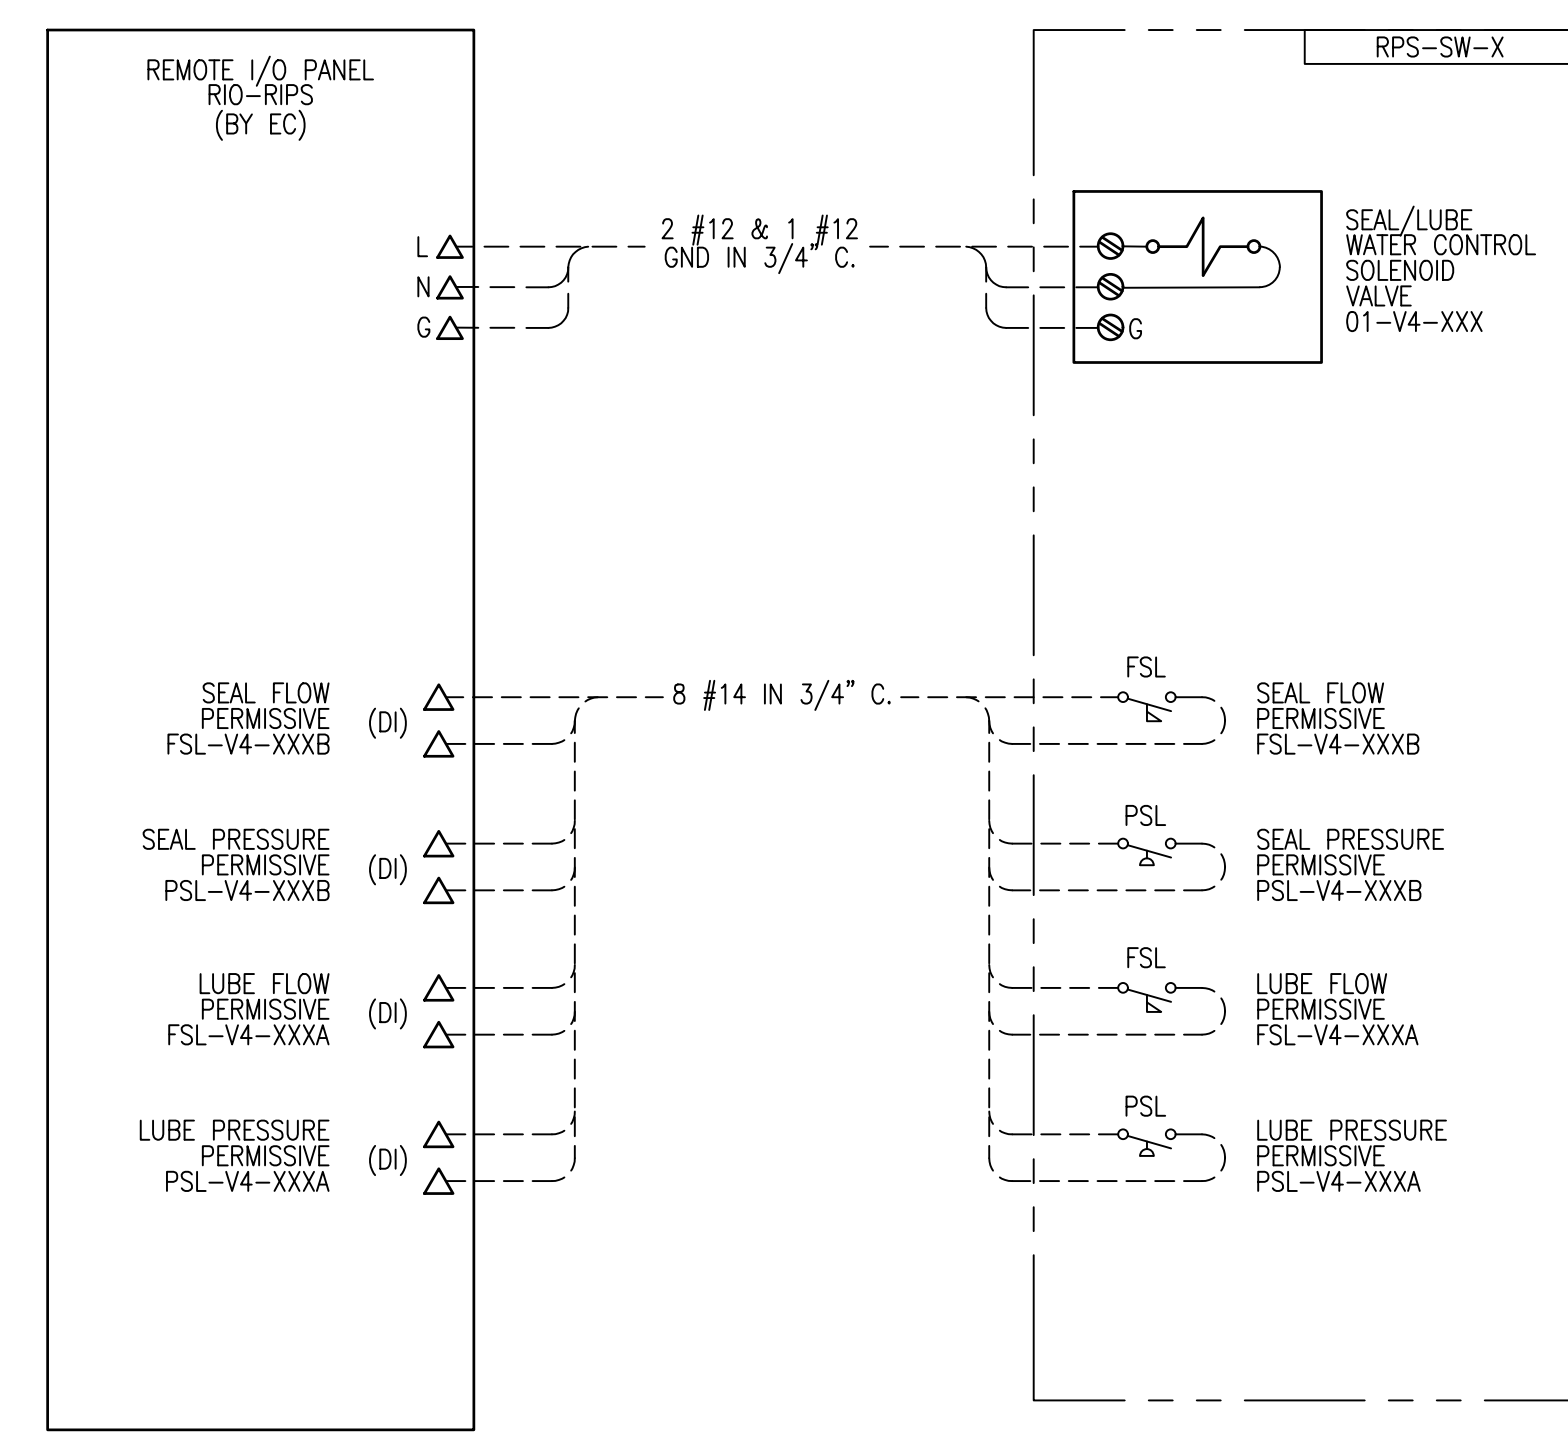 REMOTE I/O PANEL
RIO-RIPS
(BY EC)
RPS-SW-X
L
N
G
2 #12 & 1 #12
GND IN 3/4" C.
G
SEAL/LUBE
WATER CONTROL
SOLENOID
VALVE
01-V4-XXX
SEAL FLOW
PERMISSIVE
FSL-V4-XXXB
(DI)
8 #14 IN 3/4" C.
FSL
SEAL FLOW
PERMISSIVE
FSL-V4-XXXB
SEAL PRESSURE
PERMISSIVE
PSL-V4-XXXB
(DI)
PSL
SEAL PRESSURE
PERMISSIVE
PSL-V4-XXXB
LUBE FLOW
PERMISSIVE
FSL-V4-XXXA
(DI)
FSL
LUBE FLOW
PERMISSIVE
FSL-V4-XXXA
LUBE PRESSURE
PERMISSIVE
PSL-V4-XXXA
(DI)
PSL
LUBE PRESSURE
PERMISSIVE
PSL-V4-XXXA